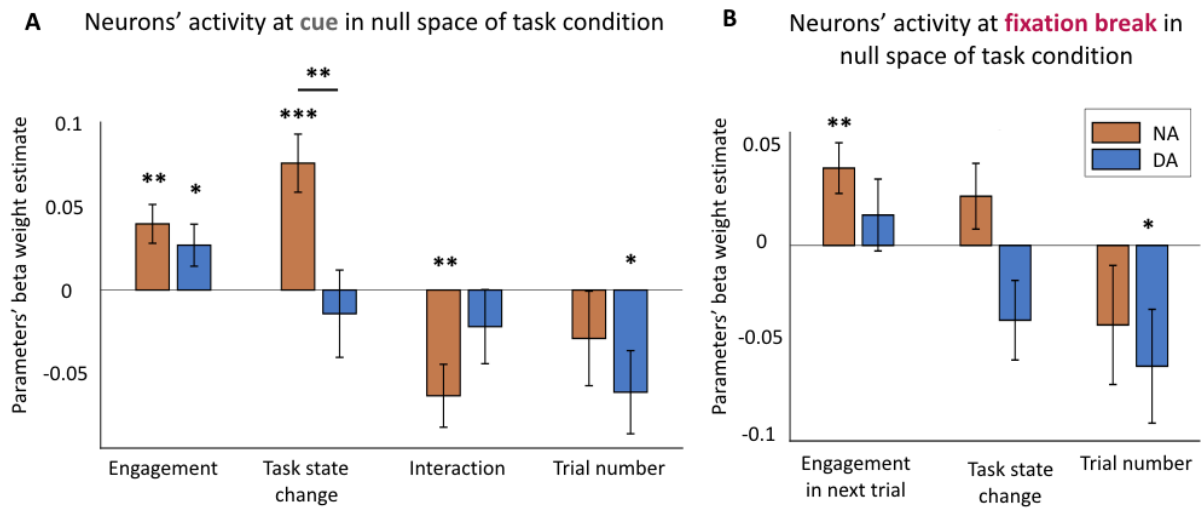 A
Neurons' activity at cue in null space of task condition
Parameters' beta weight estimate
0.1
0.05
0
-0.05
**
*
***
**
**
*
Engagement
Task state
change
Interaction
Trial number
B
Neurons' activity at fixation break in
null space of task condition
Parameters' beta weight estimate
0.05
0
-0.05
-0.1
**
*
NA
DA
Engagement
in next trial
Task state
change
Trial number